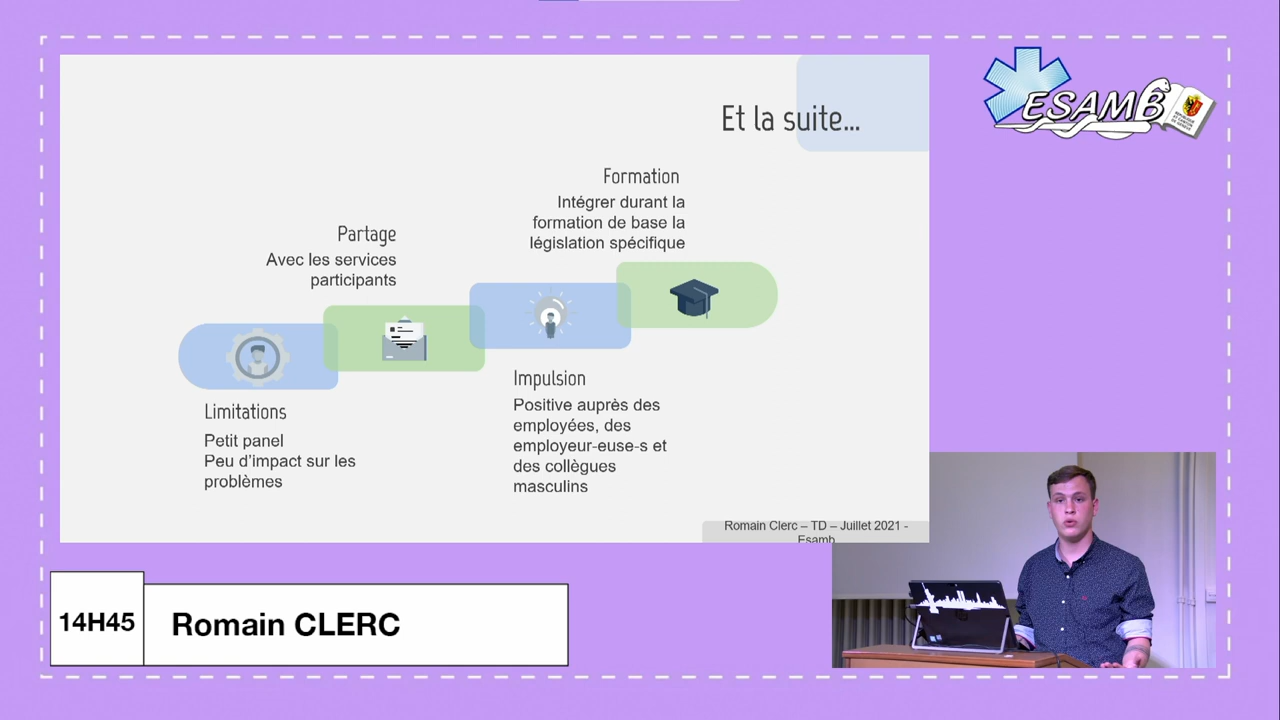 ESAMB
Et la suite...
Formation
Intégrer durant la
formation de base la
législation spécifique
Partage
Avec les services
participants
Limitations
Petit panel
Peu d'impact sur les
problèmes
Impulsion
Positive auprès des
employées, des
employeur-euse-s et
des collègues
masculins
Romain Clerc – TD – Juillet 2021 -
Esamb
14H45
Romain CLERC